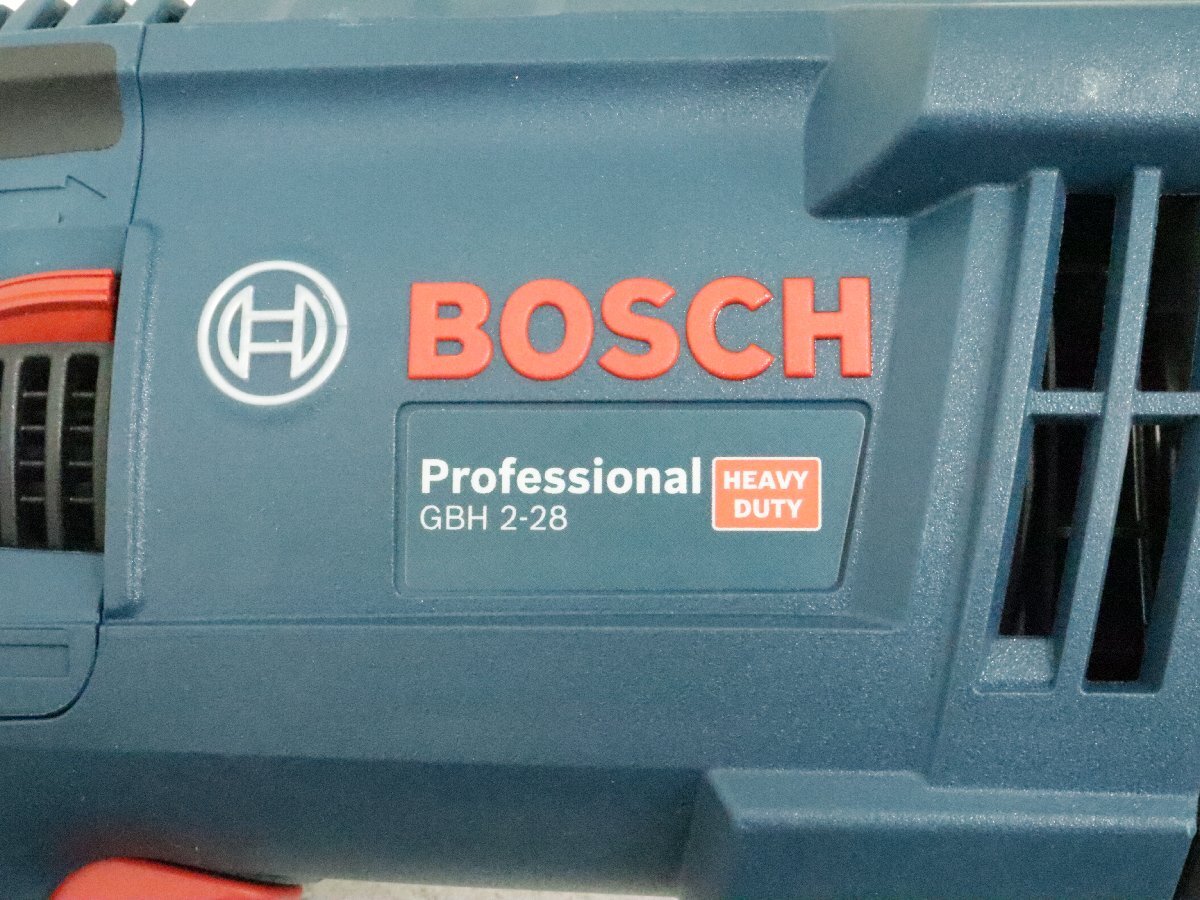 BOSCH
Professional
GBH 2-28
HEAVY
DUTY